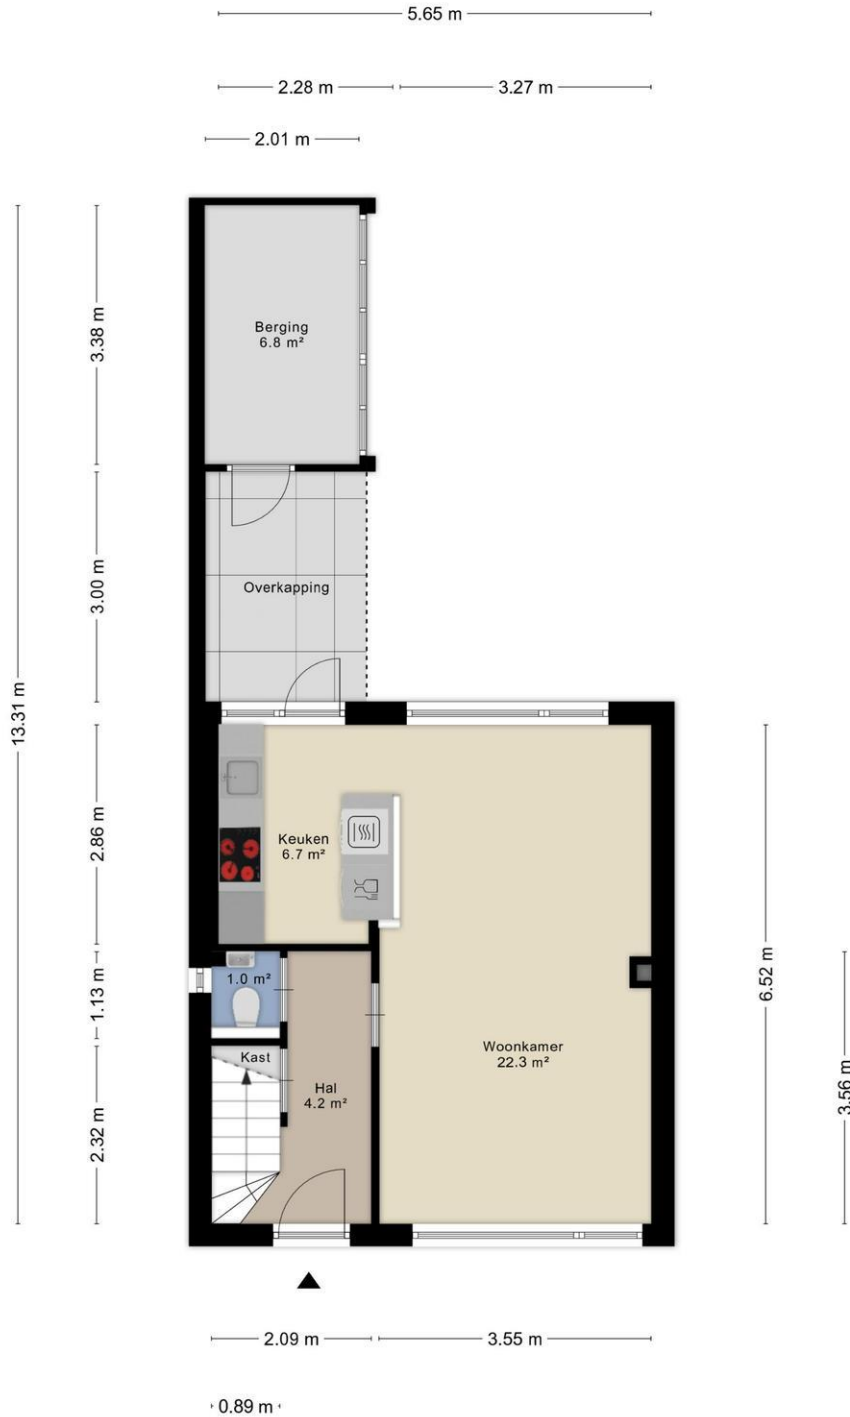 5.65 m
2.28 m
3.27 m
2.01 m
13.31 m
3.38 m
3.00 m
2.86 m
1.13 m
2.32 m
Berging
6.8 m²
Overkapping
Keuken
6.7 m²
1.0 m²
Kast
Hal
4.2 m²
Woonkamer
22.3 m²
6.52 m
3.56 m
2.09 m
3.55 m
0.89 m